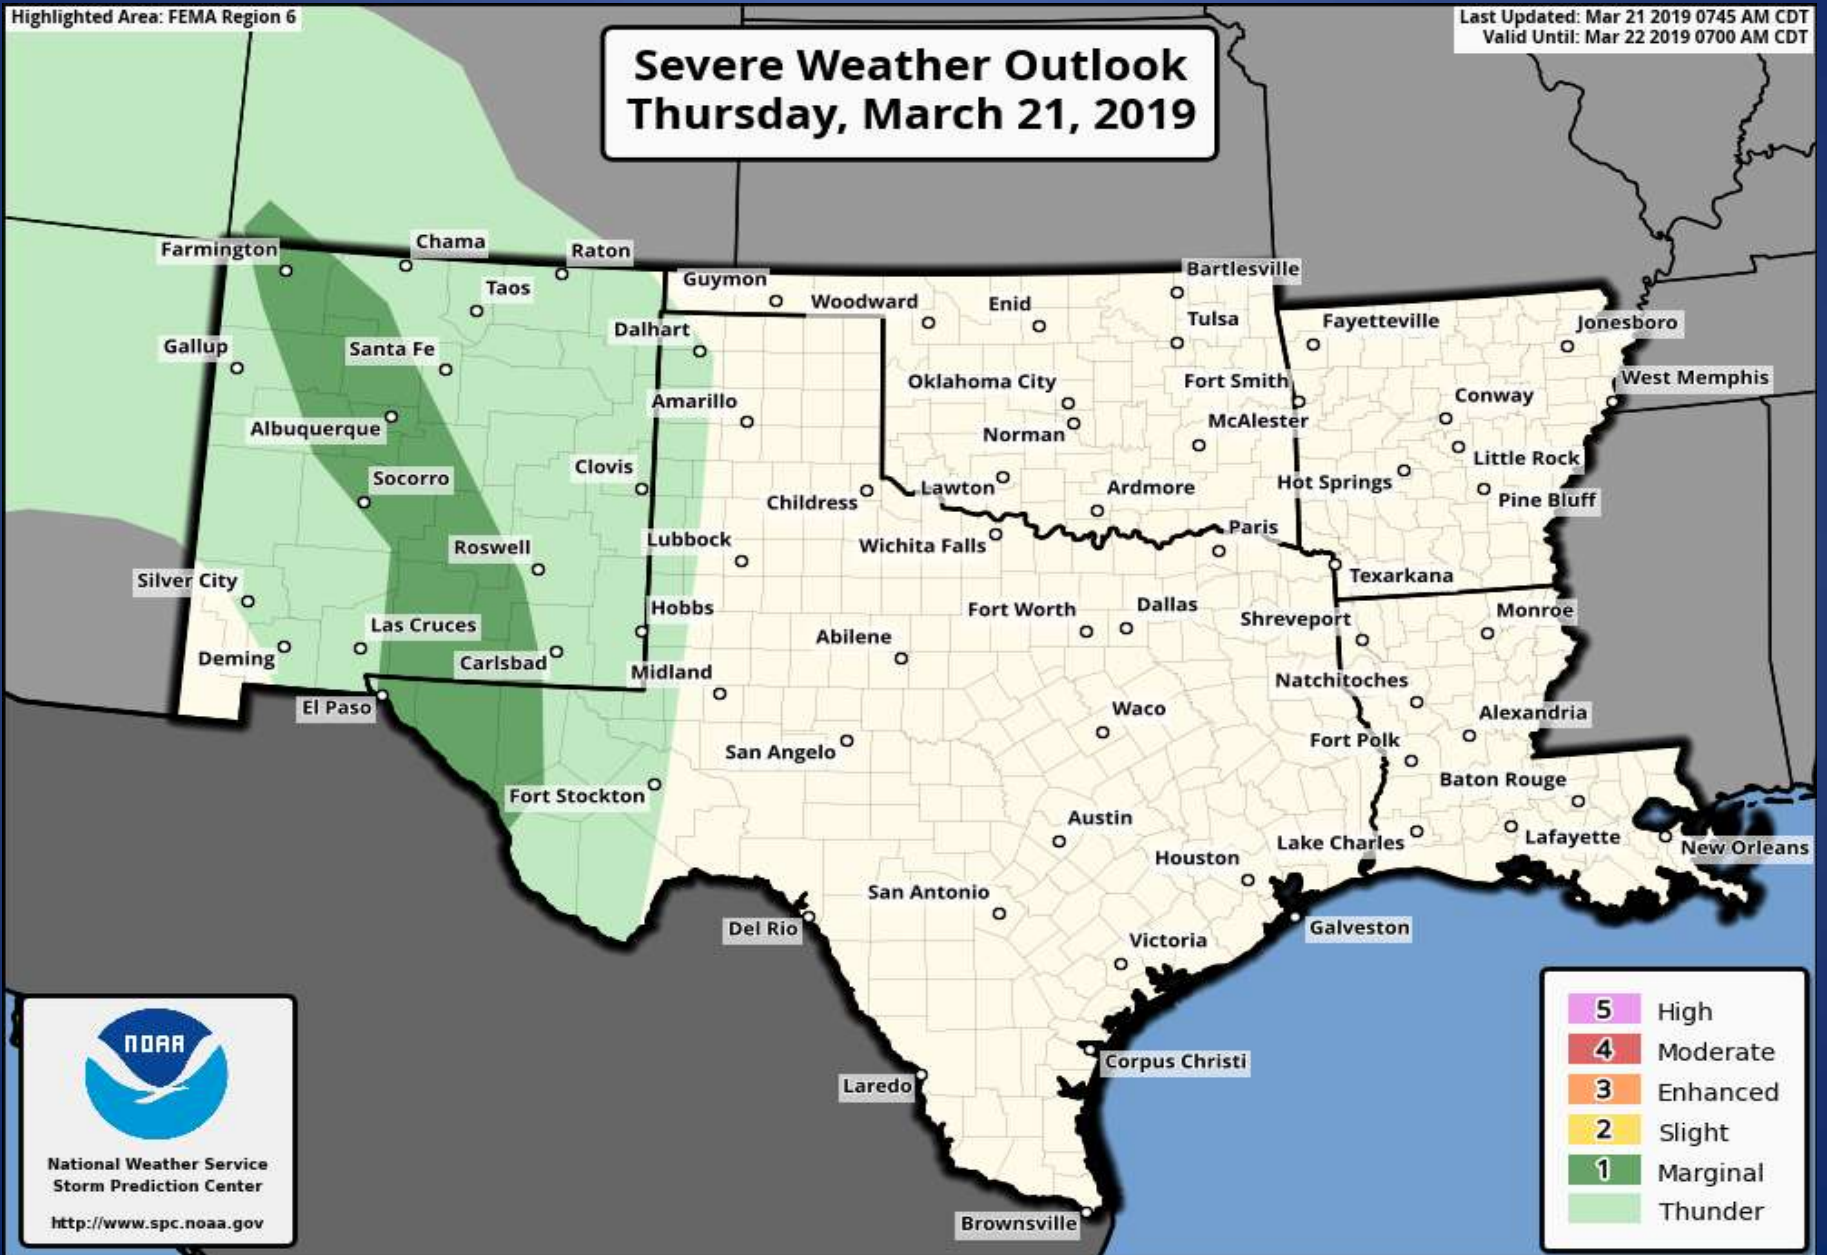 Highlighted Area: FEMA Region 6
Last Updated: Mar 21 2019 0745 AM CDT
Valid Until: Mar 22 2019 0700 AM CDT
Severe Weather Outlook
Thursday, March 21, 2019
Farmington
Chama
Raton
Taos
Guymon
Woodward
Enid
Bartlesville
Tulsa
Fayetteville
Jonesboro
Gallup
Santa Fe
Dalhart
Albuquerque
Amarillo
Oklahoma City
Norman
Fort Smith
McAlester
Conway
West Memphis
Little Rock
Hot Springs
Pine Bluff
Socorro
Clovis
Childress
Lawton
Ardmore
Roswell
Lubbock
Wichita Falls
Paris
Texarkana
Silver City
Las Cruces
Hobbs
Abilene
Fort Worth
Dallas
Shreveport
Monroe
Deming
Carlsbad
Midland
Natchitoches
El Paso
San Angelo
Waco
Alexandria
Fort Polk
Fort Stockton
Baton Rouge
Austin
Lake Charles
Lafayette
New Orleans
Houston
San Antonio
Del Rio
Galveston
Victoria
Corpus Christi
Laredo
Brownsville
NOAA
National Weather Service
Storm Prediction Center
http://www.spc.noaa.gov
5 High
4 Moderate
3 Enhanced
2 Slight
1 Marginal
Thunder